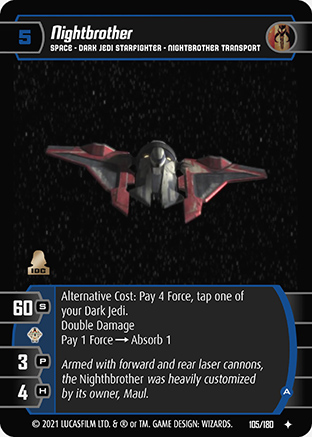 5
Nightbrother
SPACE - DARK JEDI STARFIGHTER - NIGHTBROTHER TRANSPORT
IDC
60 S
Alternative Cost: Pay 4 Force, tap one of
your Dark Jedi.
Double Damage
Pay 1 Force → Absorb 1
3 P
4 H
Armed with forward and rear laser cannons,
the Nighthbrother was heavily customized
by its owner, Maul.
A
© 2021 LUCASFILM LTD. & ® or TM. GAME DESIGN: WIZARDS.
105/180